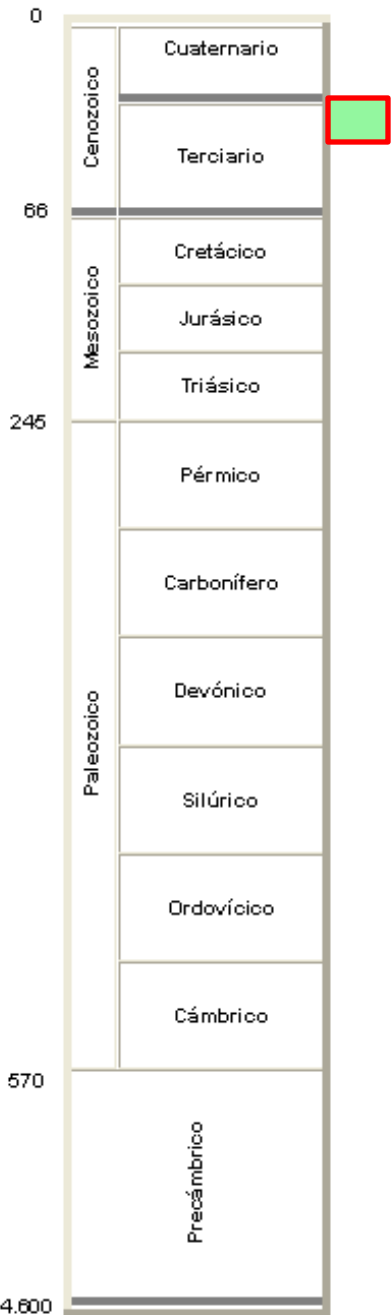 0
Cenozoico
Cuaternario
Terciario
66
Mesozoico
Cretácico
Jurásico
Triásico
245
Paleozoico
Pérmico
Carbonífero
Devónico
Silúrico
Ordovícico
Cámbrico
570
Precámbrico
4.600